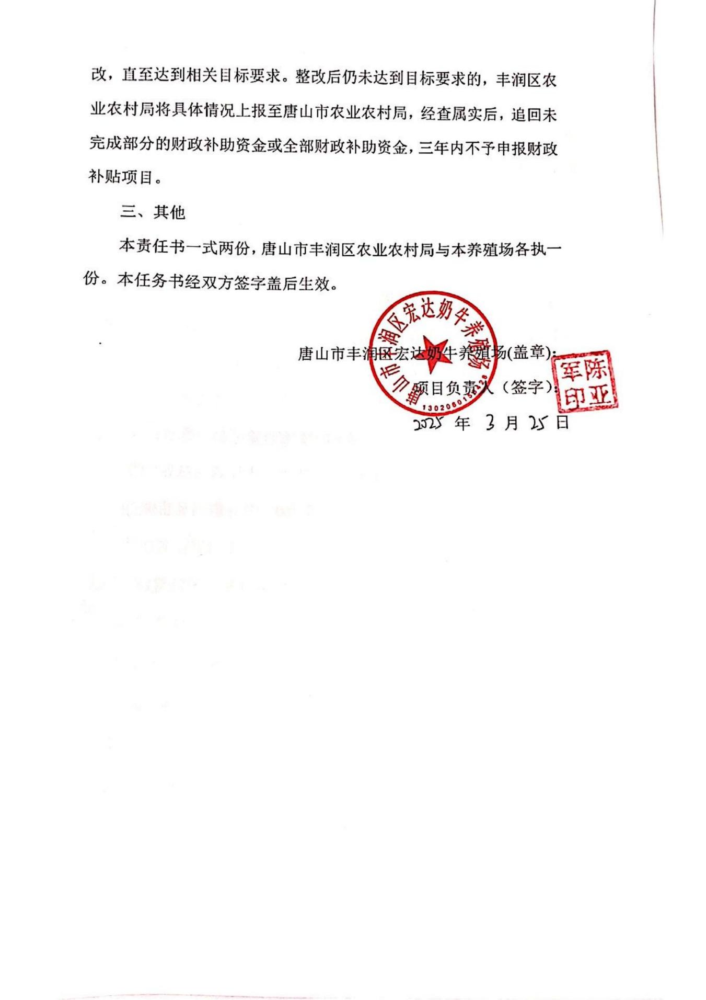 改，直至达到相关目标要求。整改后仍未达到目标要求的，丰润区农
业农村局将具体情况上报至唐山市农业农村局，经查属实后，追回未
完成部分的财政补助资金或全部财政补助资金，三年内不予申报财政
补贴项目。
三、其他
本责任书一式两份，唐山市丰润区农业农村局与本养殖场各执一
份。本任务书经双方签字盖后生效。
唐山市丰润区宏达奶牛养殖场
唐山市丰润区宏达奶牛养殖场(盖章)：
项目负责人（签字）：
陈亚军印
2025 年 3 月 25 日